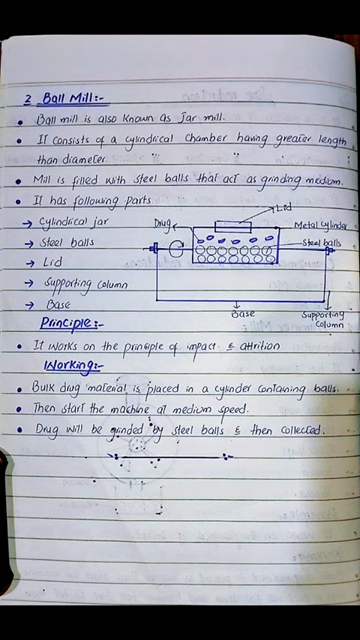 2 Ball Mill:-
• Ball mill is also known as Jar mill.
• It consists of a cylindrical chamber having greater length
than diameter
• Mill is filled with steel balls that act as grinding medium.
• It has following parts
→ Cylindrical jar
→ Steel balls
→ Lid
→ Supporting column
→ Base
Lid
Drug
Metal Cylinder
Steel balls
Base
Supporting
Column
Principle:-
• It works on the principle of impact & attrition
Working:-
• Bulk drug material is placed in a cylinder containing balls.
• Then start the machine at medium speed.
• Drug will be grinded by steel balls & then collected.